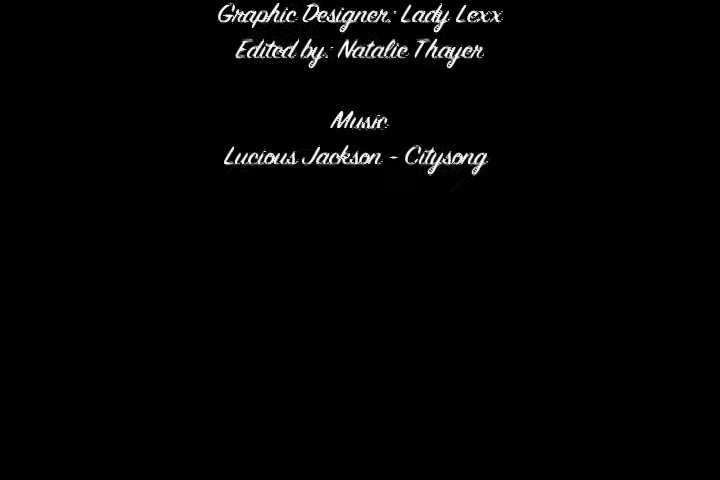 Graphic Designer: Lady Lexx
Edited by: Natalie Thayer
Music
Lucious Jackson - Citysong